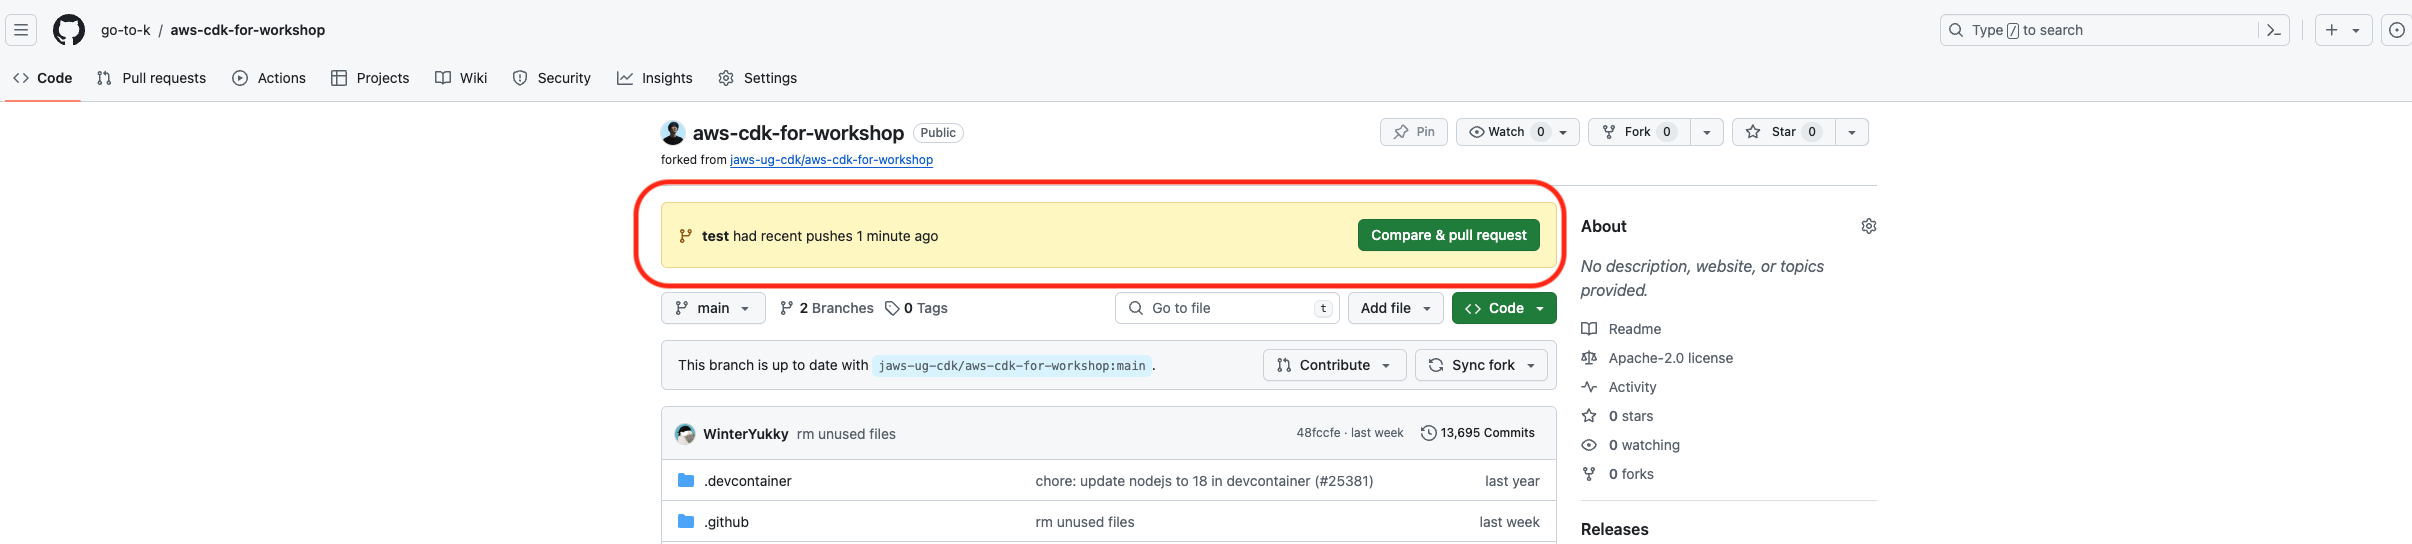 go-to-k / aws-cdk-for-workshop
Type / to search
Code Pull requests Actions Projects Wiki Security Insights Settings
aws-cdk-for-workshop Public
Pin Watch 0 Fork 0 Star 0
forked from jaws-ug-cdk/aws-cdk-for-workshop
test had recent pushes 1 minute ago
Compare & pull request
main 2 Branches 0 Tags
Go to file t Add file Code
This branch is up to date with jaws-ug-cdk/aws-cdk-for-workshop:main .
Contribute Sync fork
WinterYukky rm unused files 48fccfe · last week 13,695 Commits
.devcontainer chore: update nodejs to 18 in devcontainer (#25381) last year
.github rm unused files last week
About
No description, website, or topics
provided.
Readme
Apache-2.0 license
Activity
0 stars
0 watching
0 forks
Releases